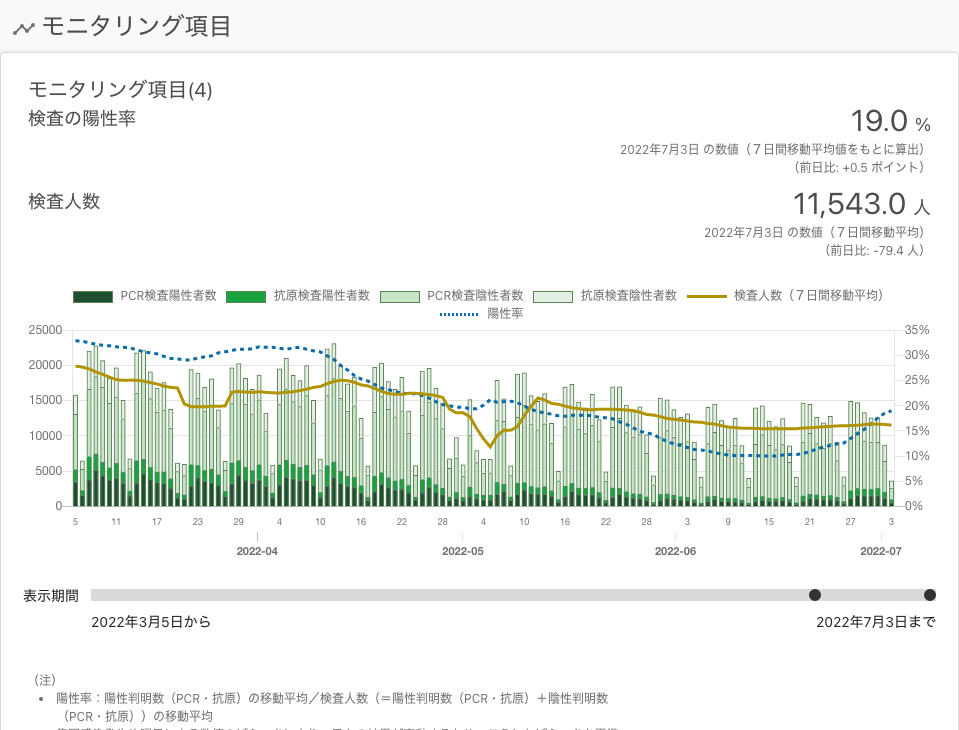 モニタリング項目
モニタリング項目(4)
検査の陽性率
19.0 %
2022年7月3日 の数値（７日間移動平均値をもとに算出）
（前日比: +0.5 ポイント）
検査人数
11,543.0 人
2022年7月3日 の数値（７日間移動平均）
（前日比: -79.4 人）
PCR検査陽性者数 抗原検査陽性者数 PCR検査陰性者数 抗原検査陰性者数 検査人数（７日間移動平均）
陽性率
25000 35%
30%
20000
25%
15000
20%
15%
10000
10%
5000
5%
0 0%
5 11 17 23 29 4 10 16 22 28 4 10 16 22 28 3 9 15 21 27 3
2022-04 2022-05 2022-06 2022-07
表示期間
2022年3月5日から 2022年7月3日まで
（注）
• 陽性率：陽性判明数（PCR・抗原）の移動平均／検査人数（＝陽性判明数（PCR・抗原）＋陰性判明数
（PCR・抗原））の移動平均